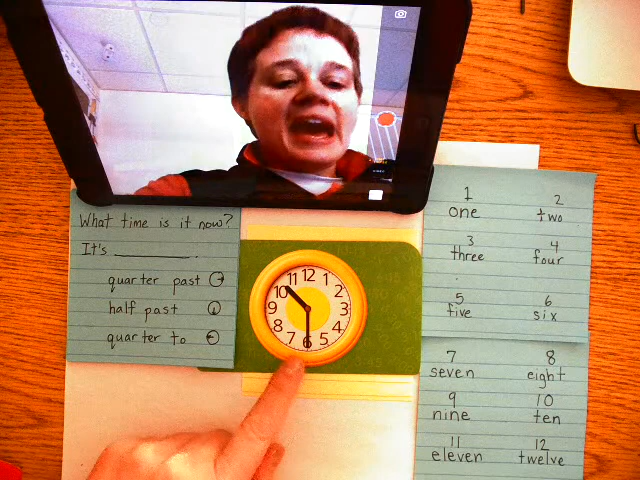 What time is it now?
It's ________.
quarter past
half past
quarter to
12
1
2
3
4
5
6
7
8
9
10
11
1 2
one two
3 4
three four
5 6
five six
7 8
seven eight
9 10
nine ten
11 12
eleven twelve